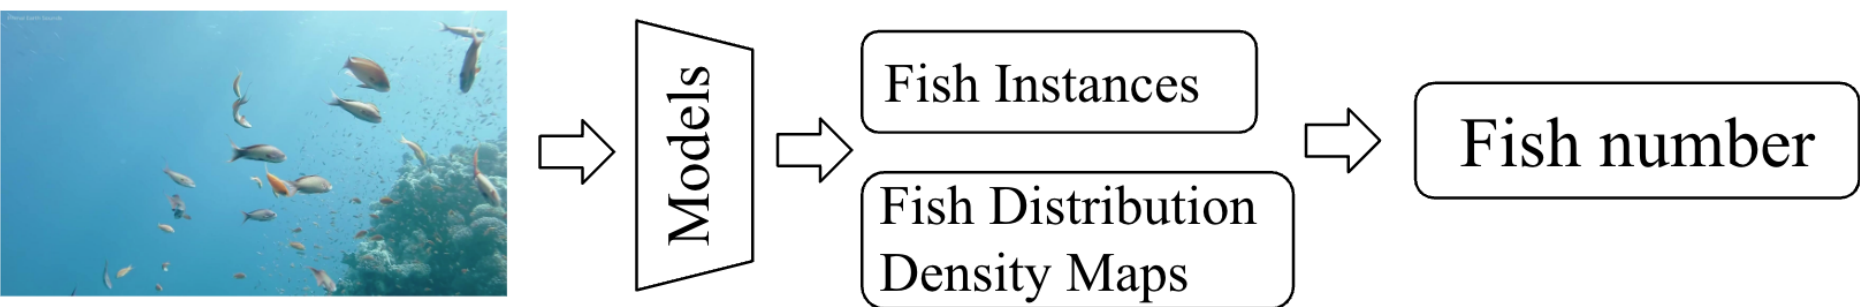 Models
Fish Instances
Fish Distribution
Density Maps
Fish number